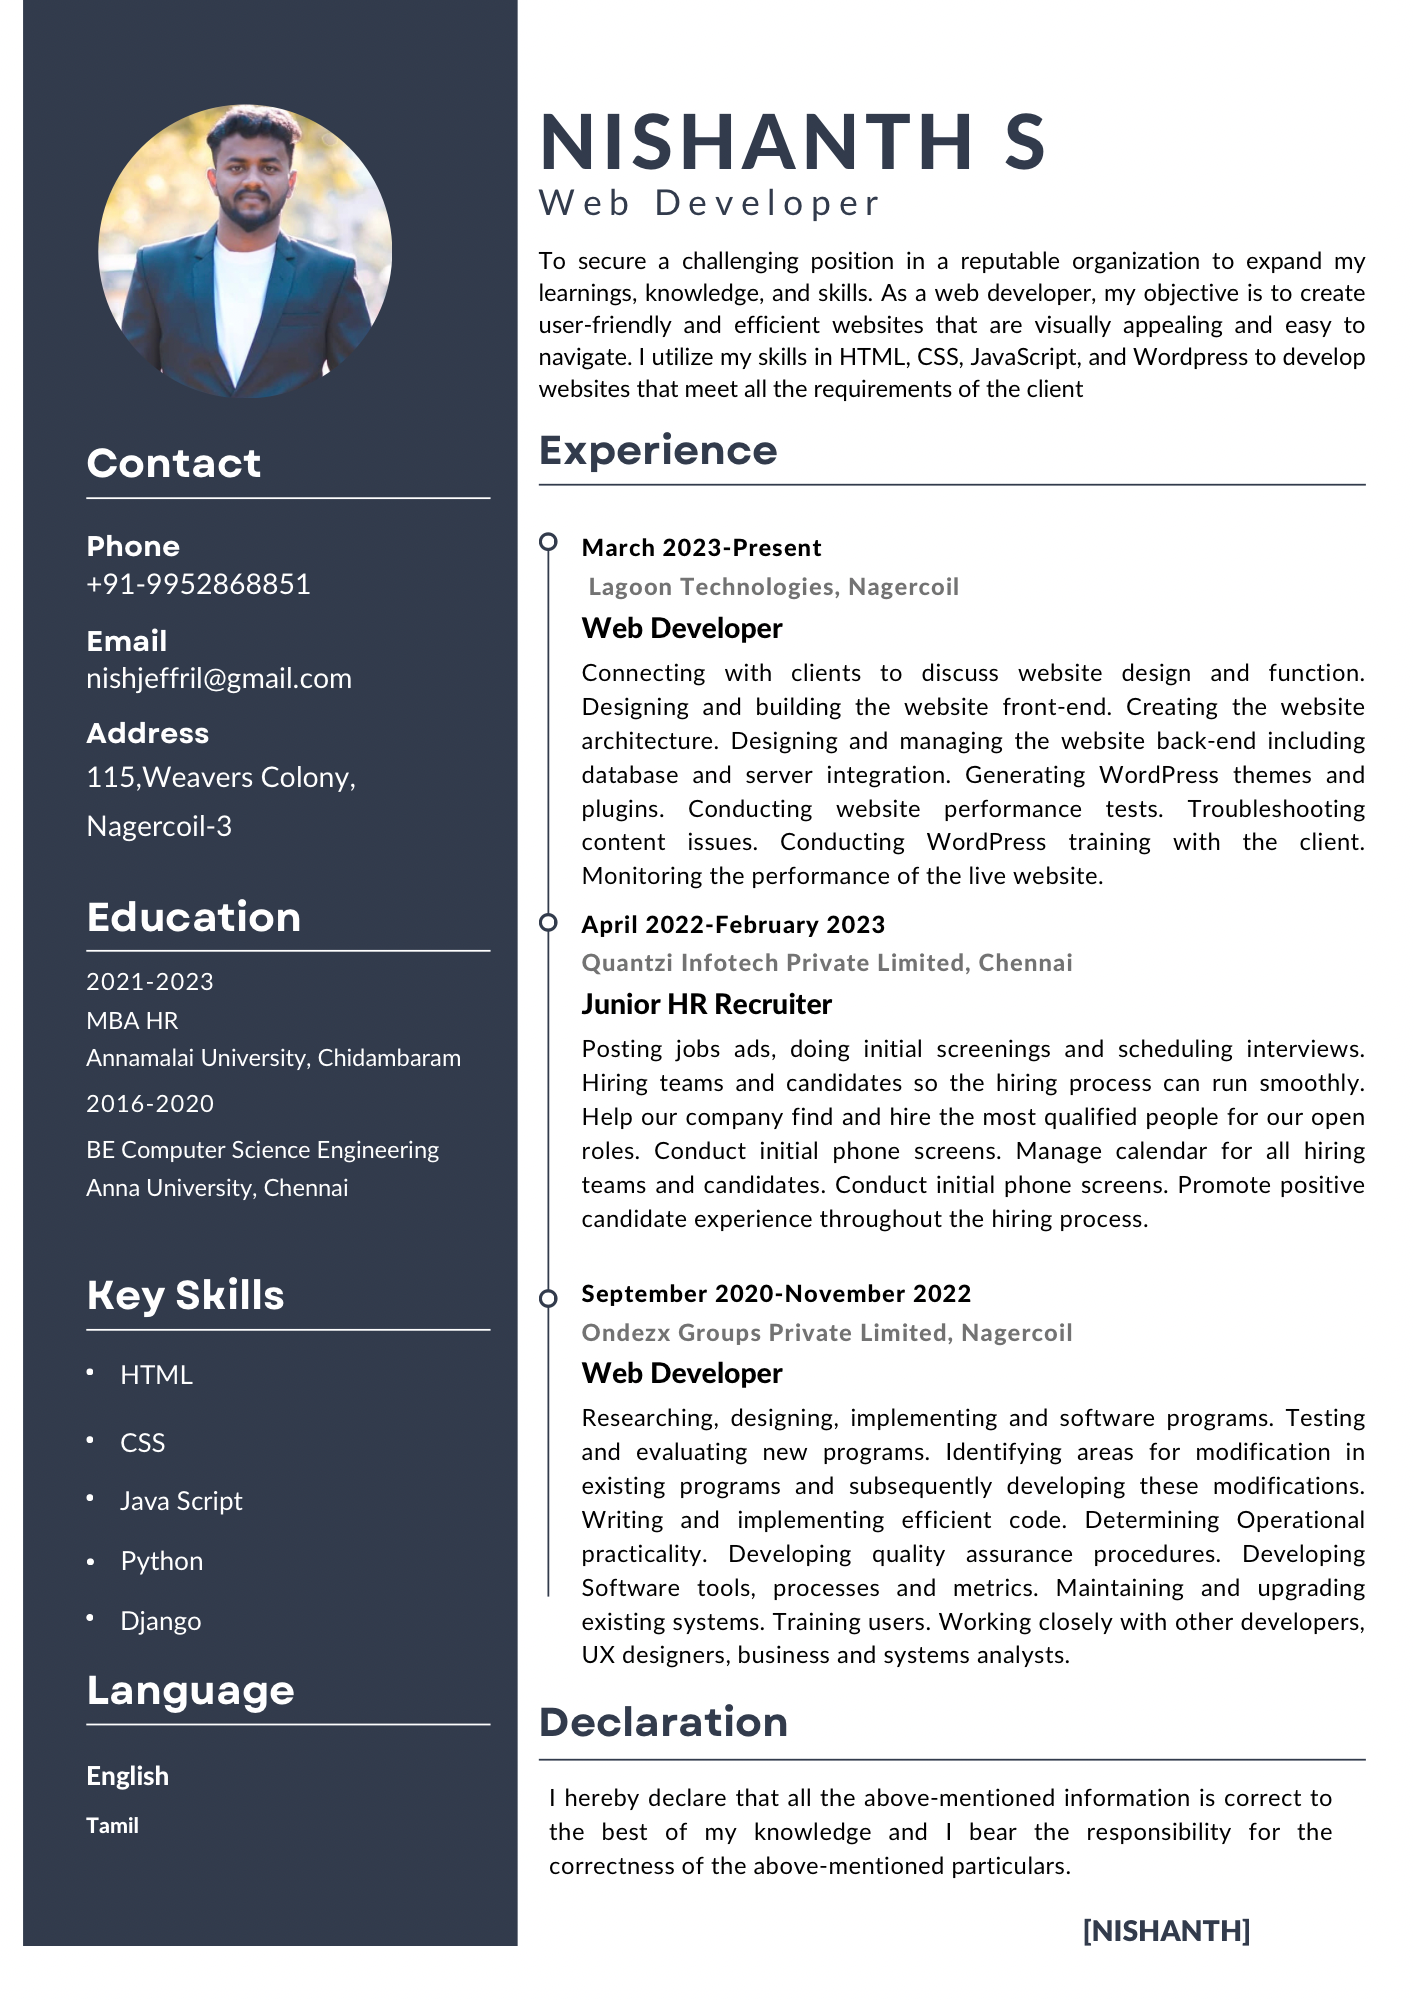 NISHANTH S
Web Developer
To secure a challenging position in a reputable organization to expand my
learnings, knowledge, and skills. As a web developer, my objective is to create
user-friendly and efficient websites that are visually appealing and easy to
navigate. I utilize my skills in HTML, CSS, JavaScript, and Wordpress to develop
websites that meet all the requirements of the client
Contact
Phone
+91-9952868851
Email
nishjeffril@gmail.com
Address
115,Weavers Colony,
Nagercoil-3
Education
2021-2023
MBA HR
Annamalai University, Chidambaram
2016-2020
BE Computer Science Engineering
Anna University, Chennai
Key Skills
• HTML
• CSS
• Java Script
• Python
• Django
Language
English
Tamil
Experience
March 2023-Present
Lagoon Technologies, Nagercoil
Web Developer
Connecting with clients to discuss website design and function.
Designing and building the website front-end. Creating the website
architecture. Designing and managing the website back-end including
database and server integration. Generating WordPress themes and
plugins. Conducting website performance tests. Troubleshooting
content issues. Conducting WordPress training with the client.
Monitoring the performance of the live website.
April 2022-February 2023
Quantzi Infotech Private Limited, Chennai
Junior HR Recruiter
Posting jobs ads, doing initial screenings and scheduling interviews.
Hiring teams and candidates so the hiring process can run smoothly.
Help our company find and hire the most qualified people for our open
roles. Conduct initial phone screens. Manage calendar for all hiring
teams and candidates. Conduct initial phone screens. Promote positive
candidate experience throughout the hiring process.
September 2020-November 2022
Ondezx Groups Private Limited, Nagercoil
Web Developer
Researching, designing, implementing and software programs. Testing
and evaluating new programs. Identifying areas for modification in
existing programs and subsequently developing these modifications.
Writing and implementing efficient code. Determining Operational
practicality. Developing quality assurance procedures. Developing
Software tools, processes and metrics. Maintaining and upgrading
existing systems. Training users. Working closely with other developers,
UX designers, business and systems analysts.
Declaration
I hereby declare that all the above-mentioned information is correct to
the best of my knowledge and I bear the responsibility for the
correctness of the above-mentioned particulars.
[NISHANTH]